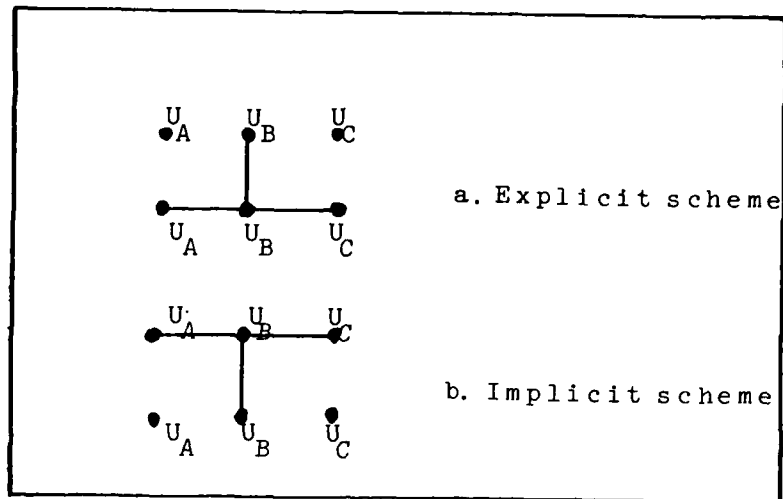 U_A U_B U_C
a. Explicit scheme
U_A U_B U_C
U_A U_B U_C
b. Implicit scheme
U_A U_B U_C